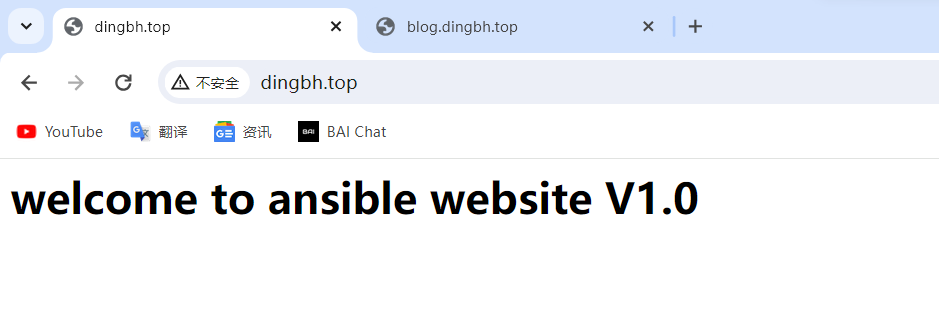 dingbh.top
blog.dingbh.top
不安全 dingbh.top
YouTube 翻译 资讯 BAI BAI Chat
welcome to ansible website V1.0